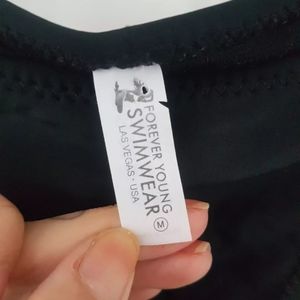 FOREVER YOUNG
SWIMWEAR
LAS VEGAS · USA
M